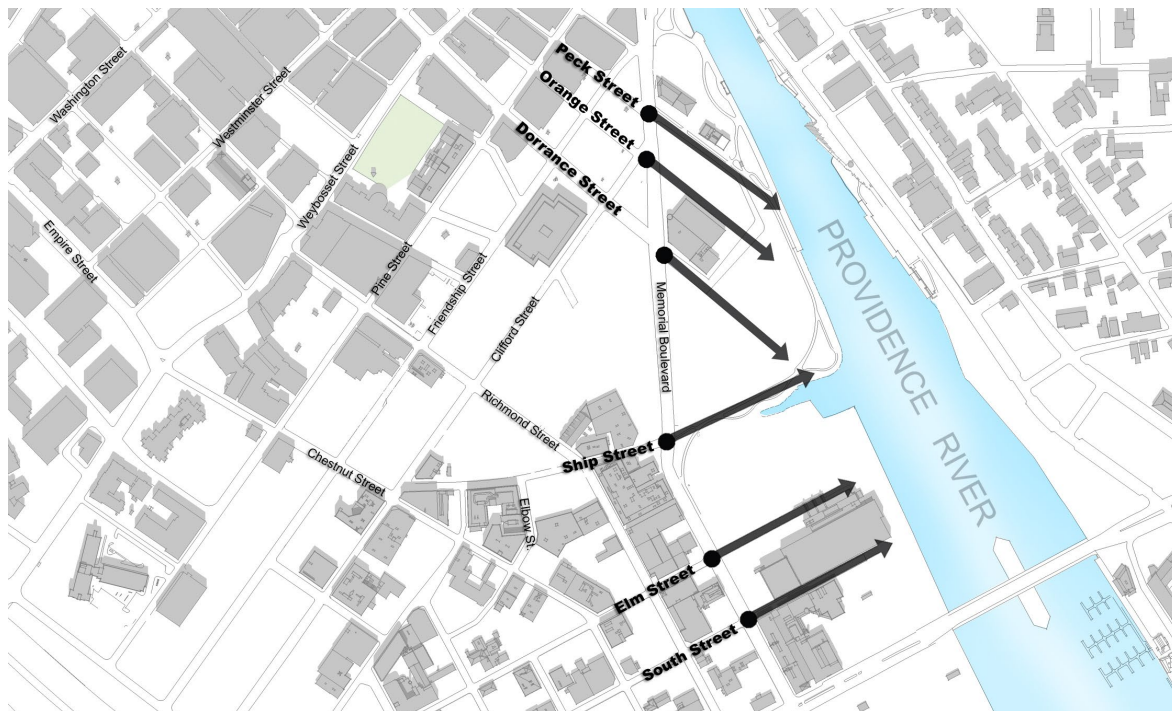 Peck Street
Orange Street
Dorrance Street
Washington Street
Westminster Street
Weybosset Street
Empire Street
Pine Street
Friendship Street
Clifford Street
Memorial Boulevard
PROVIDENCE RIVER
Richmond Street
Ship Street
Chestnut Street
Elbow St.
Elm Street
South Street